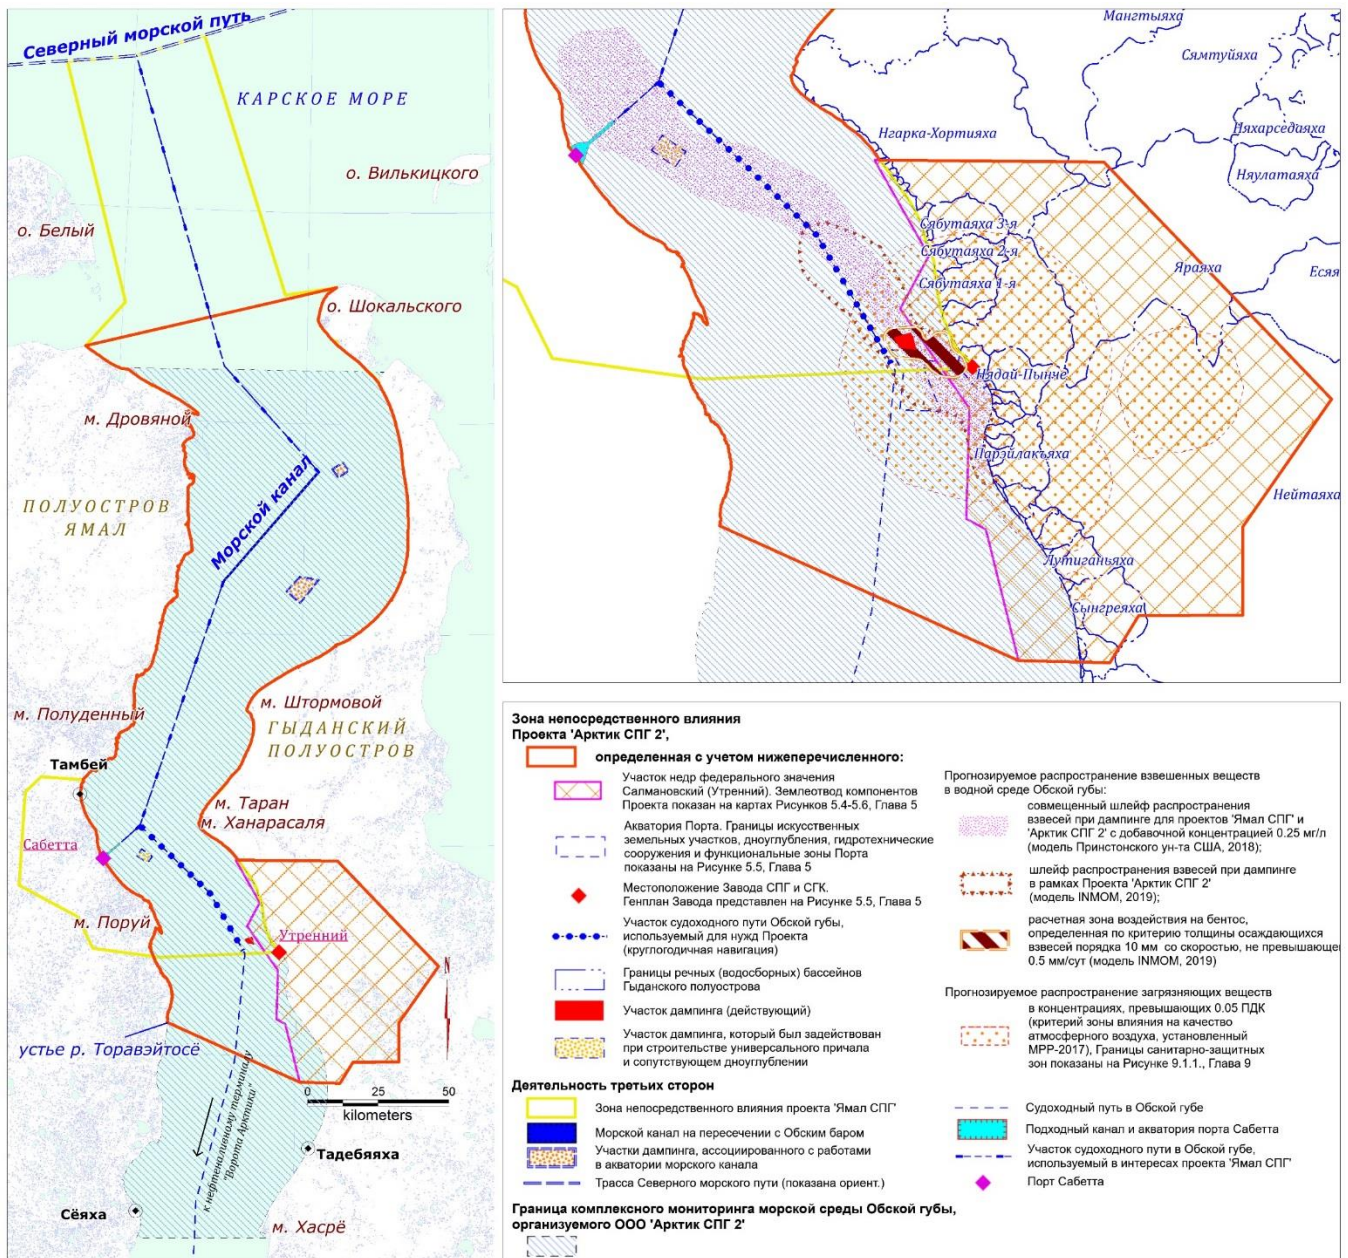 Северный морской путь
КАРСКОЕ МОРЕ
о. Вилькицкого
о. Белый
о. Шокальского
м. Дровяной
Морской канал
ПОЛУОСТРОВ
ЯМАЛ
м. Штормовой
м. Полуденный
ГЫДАНСКИЙ
ПОЛУОСТРОВ
Тамбей
м. Таран
м. Ханарасаля
Сабетта
м. Поруй
Утренний
N
устье р. Торавэйтосё
0 25 50
kilometers
к нефтеналивному терминалу
"Ворота Арктики"
Тадебяяха
Сёяха
м. Хасрё
Мангтыяха
Сямтуйяха
Нгарка-Хортияха
Няхарседаяха
Няулатаяха
Сябутаяха 3-я
Сябутаяха 2-я
Сябутаяха 1-я
Яраяха
Есяя
Нядай-Пынче
Парэйлакъяха
Нейтаяха
Лутиганьяха
Сынгреяха
Зона непосредственного влияния
Проекта 'Арктик СПГ 2',
определенная с учетом нижеперечисленного:
Участок недр федерального значения
Салмановский (Утренний). Землеотвод компонентов
Проекта показан на картах Рисунков 5.4-5.6, Глава 5
Акватория Порта. Границы искусственных
земельных участков, дноуглубления, гидротехнические
сооружения и функциональные зоны Порта
показаны на Рисунке 5.5, Глава 5
Местоположение Завода СПГ и СГК.
Генплан Завода представлен на Рисунке 5.5, Глава 5
Участок судоходного пути Обской губы,
используемый для нужд Проекта
(круглогодичная навигация)
Границы речных (водосборных) бассейнов
Гыданского полуострова
Участок дампинга (действующий)
Участок дампинга, который был задействован
при строительстве универсального причала
и сопутствующем дноуглублении
Деятельность третьих сторон
Зона непосредственного влияния проекта 'Ямал СПГ'
Морской канал на пересечении с Обским баром
Участки дампинга, ассоциированного с работами
в акватории морского канала
Трасса Северного морского пути (показана ориент.)
Граница комплексного мониторинга морской среды Обской губы,
организуемого ООО 'Арктик СПГ 2'
Прогнозируемое распространение взвешенных веществ
в водной среде Обской губы:
совмещенный шлейф распространения
взвесей при дампинге для проектов 'Ямал СПГ' и
'Арктик СПГ 2' с добавочной концентрацией 0.25 мг/л
(модель Принстонского ун-та США, 2018);
шлейф распространения взвесей при дампинге
в рамках Проекта 'Арктик СПГ 2'
(модель INMOM, 2019);
расчетная зона воздействия на бентос,
определенная по критерию толщины осаждающихся
взвесей порядка 10 мм со скоростью, не превышающе
0.5 мм/сут (модель INMOM, 2019)
Прогнозируемое распространение загрязняющих веществ
в концентрациях, превышающих 0.05 ПДК
(критерий зоны влияния на качество
атмосферного воздуха, установленный
МРР-2017), Границы санитарно-защитных
зон показаны на Рисунке 9.1.1., Глава 9
Судоходный путь в Обской губе
Подходный канал и акватория порта Сабетта
Участок судоходного пути в Обской губе,
используемый в интересах проекта 'Ямал СПГ'
Порт Сабетта